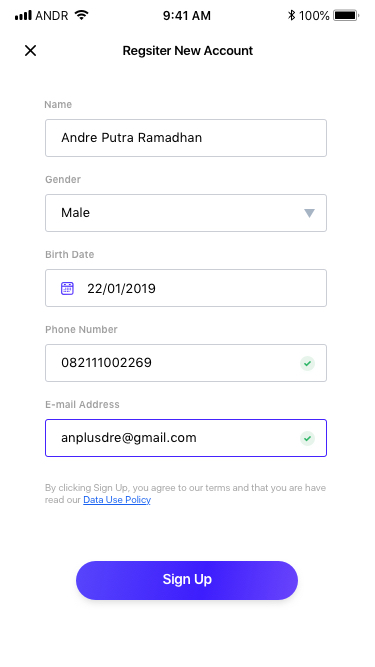 ANDR 9:41 AM 100%
Regsiter New Account
Name
Andre Putra Ramadhan
Gender
Male
Birth Date
22/01/2019
Phone Number
082111002269
E-mail Address
anplusdre@gmail.com
By clicking Sign Up, you agree to our terms and that you are have
read our Data Use Policy
Sign Up